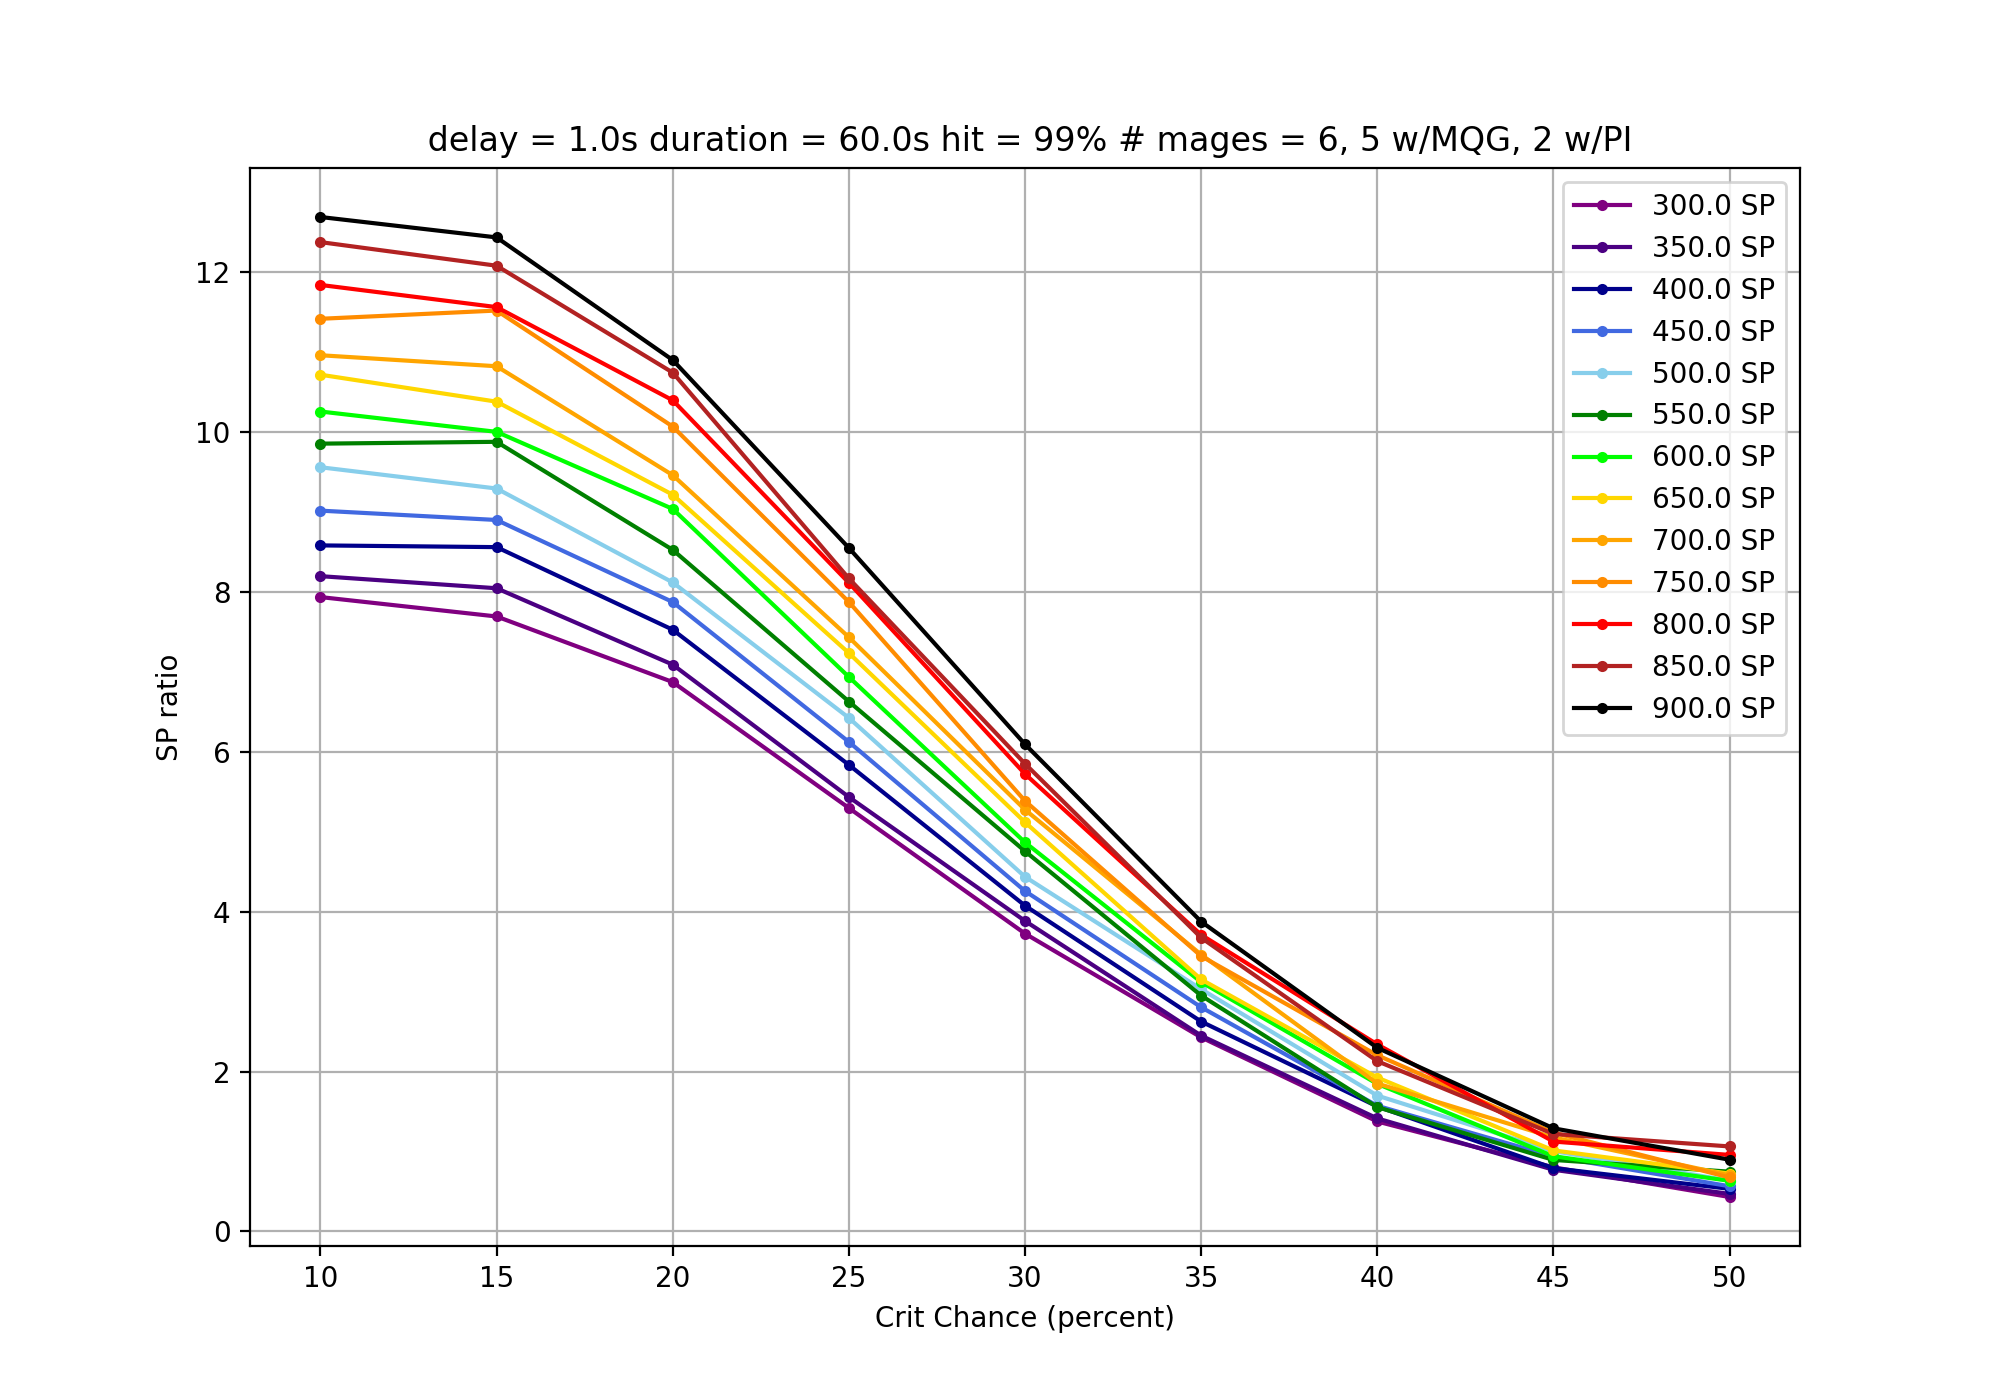 delay = 1.0s duration = 60.0s hit = 99% # mages = 6, 5 w/MQG, 2 w/PI
300.0 SP
350.0 SP
400.0 SP
450.0 SP
500.0 SP
550.0 SP
600.0 SP
650.0 SP
700.0 SP
750.0 SP
800.0 SP
850.0 SP
900.0 SP
SP ratio
12
10
8
6
4
2
0
10 15 20 25 30 35 40 45 50
Crit Chance (percent)